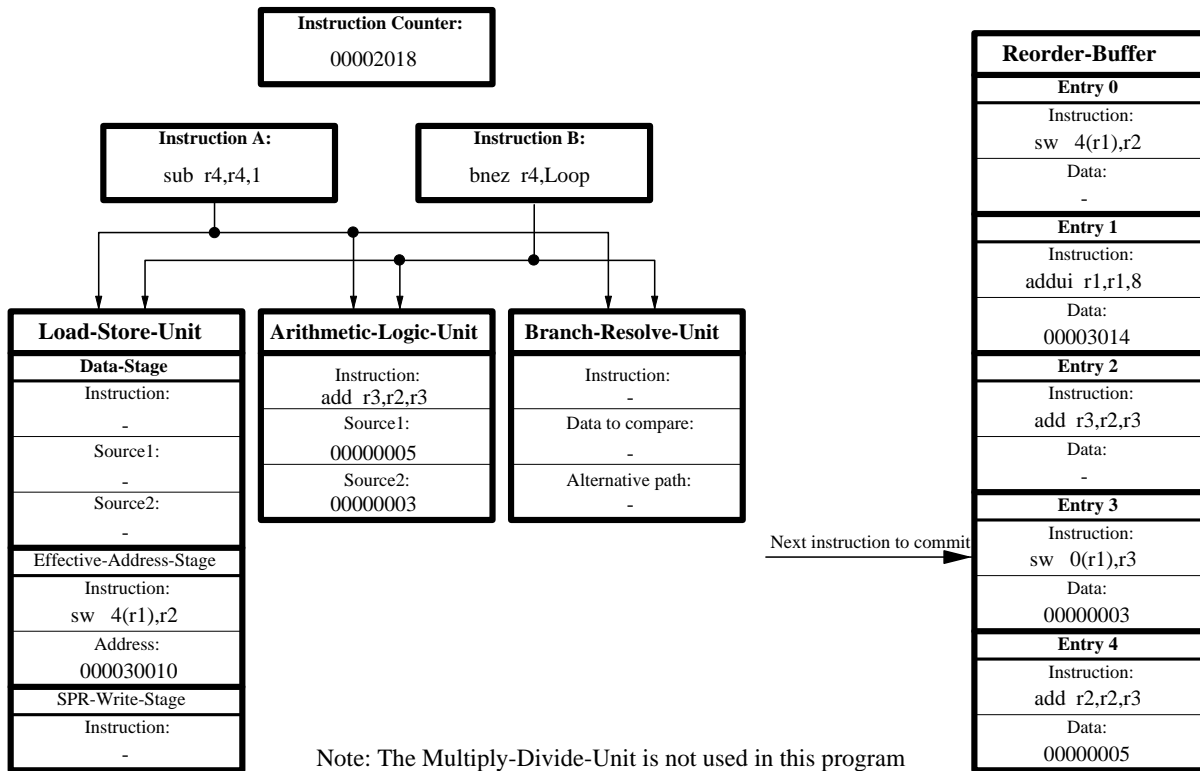 Instruction Counter:
00002018
Instruction A:
sub r4,r4,1
Instruction B:
bnez r4,Loop
Load-Store-Unit
Data-Stage
Instruction:
-
Source1:
-
Source2:
-
Effective-Address-Stage
Instruction:
sw 4(r1),r2
Address:
000030010
SPR-Write-Stage
Instruction:
-
Arithmetic-Logic-Unit
Instruction:
add r3,r2,r3
Source1:
00000005
Source2:
00000003
Branch-Resolve-Unit
Instruction:
-
Data to compare:
-
Alternative path:
-
Next instruction to commit
Reorder-Buffer
Entry 0
Instruction:
sw 4(r1),r2
Data:
-
Entry 1
Instruction:
addui r1,r1,8
Data:
00003014
Entry 2
Instruction:
add r3,r2,r3
Data:
-
Entry 3
Instruction:
sw 0(r1),r3
Data:
00000003
Entry 4
Instruction:
add r2,r2,r3
Data:
00000005
Note: The Multiply-Divide-Unit is not used in this program